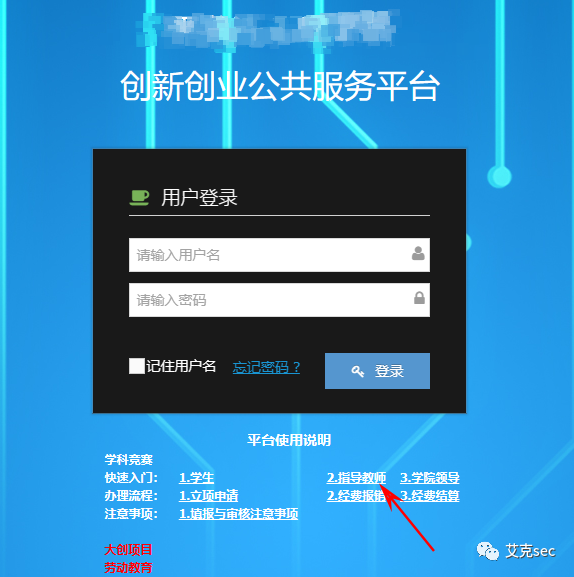 创新创业公共服务平台
用户登录
请输入用户名
请输入密码
记住用户名 忘记密码？ 登录
平台使用说明
学科竞赛
快速入门： 1.学生 2.指导教师 3.学院领导
办理流程： 1.立项申请 2.经费报销 3.经费结算
注意事项： 1.填报与审核注意事项
大创项目
劳动教育
艾克sec